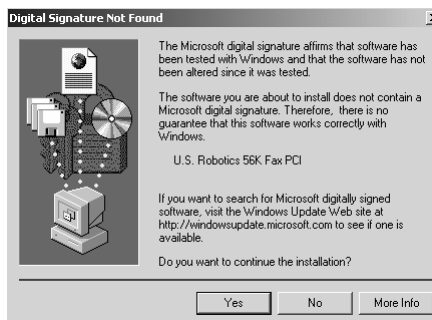 Digital Signature Not Found
The Microsoft digital signature affirms that software has
been tested with Windows and that the software has not
been altered since it was tested.
The software you are about to install does not contain a
Microsoft digital signature. Therefore, there is no
guarantee that this software works correctly with
Windows.
U.S. Robotics 56K Fax PCI
If you want to search for Microsoft digitally signed
software, visit the Windows Update Web site at
http://windowsupdate.microsoft.com to see if one is
available.
Do you want to continue the installation?
Yes No More Info